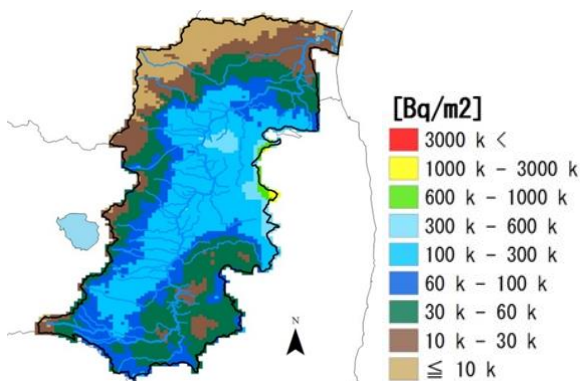 [Bq/m2]
3000 k <
1000 k - 3000 k
600 k - 1000 k
300 k - 600 k
100 k - 300 k
60 k - 100 k
30 k - 60 k
10 k - 30 k
≦ 10 k
N